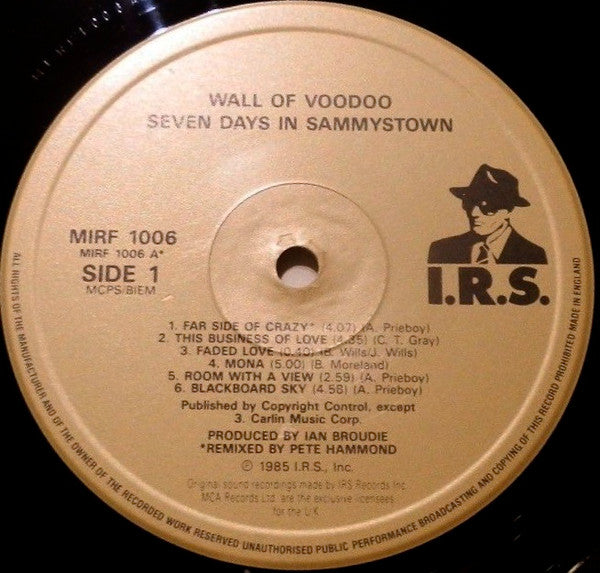 WALL OF VOODOO
SEVEN DAYS IN SAMMYSTOWN
MIRF 1006
MIRF 1006 A*
SIDE 1
MCPS/BIEM
I.R.S.
1. FAR SIDE OF CRAZY* (4.07) (A. Prieboy)
2. THIS BUSINESS OF LOVE (4.35) (C. T. Gray)
3. FADED LOVE (0.40) (B. Wills/J. Wills)
4. MONA (5.00) (B. Moreland)
5. ROOM WITH A VIEW (2.59) (A. Prieboy)
6. BLACKBOARD SKY (4.58) (A. Prieboy)
Published by Copyright Control, except
3. Carlin Music Corp.
PRODUCED BY IAN BROUDIE
*REMIXED BY PETE HAMMOND
© 1985 I.R.S., Inc.
Original sound recordings made by IRS Records Inc.
MCA Records Ltd. are the exclusive licensees
for the U.K.
ALL RIGHTS OF THE MANUFACTURER AND OF THE OWNER OF THE RECORDED WORK RESERVED UNAUTHORISED PUBLIC PERFORMANCE BROADCASTING AND COPYING OF THIS RECORD PROHIBITED MADE IN ENGLAND